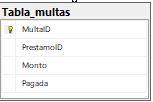 Tabla_multas
MultaID
PrestamoID
Monto
Pagada